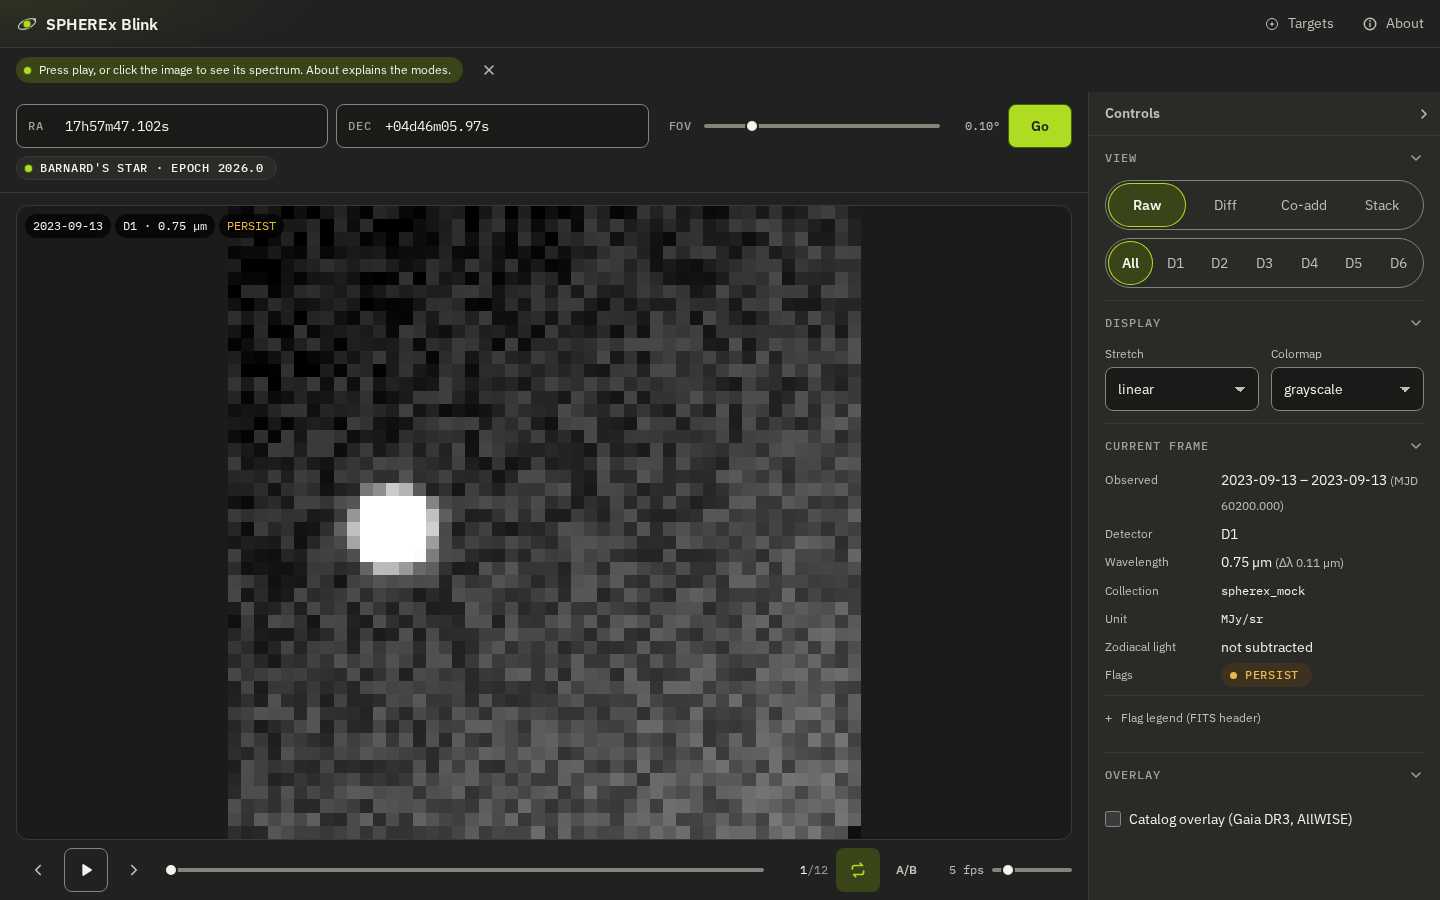 SPHEREx Blink
Targets
About
Press play, or click the image to see its spectrum. About explains the modes.
RA 17h57m47.102s
DEC +04d46m05.97s
FOV 0.10°
Go
BARNARD'S STAR · EPOCH 2026.0
2023-09-13 D1 · 0.75 µm PERSIST
1/12
A/B
5 fps
Controls
VIEW
Raw Diff Co-add Stack
All D1 D2 D3 D4 D5 D6
DISPLAY
Stretch Colormap
linear grayscale
CURRENT FRAME
Observed 2023-09-13 – 2023-09-13 (MJD
60200.000)
Detector D1
Wavelength 0.75 µm (Δλ 0.11 µm)
Collection spherex_mock
Unit MJy/sr
Zodiacal light not subtracted
Flags PERSIST
+ Flag legend (FITS header)
OVERLAY
Catalog overlay (Gaia DR3, AllWISE)